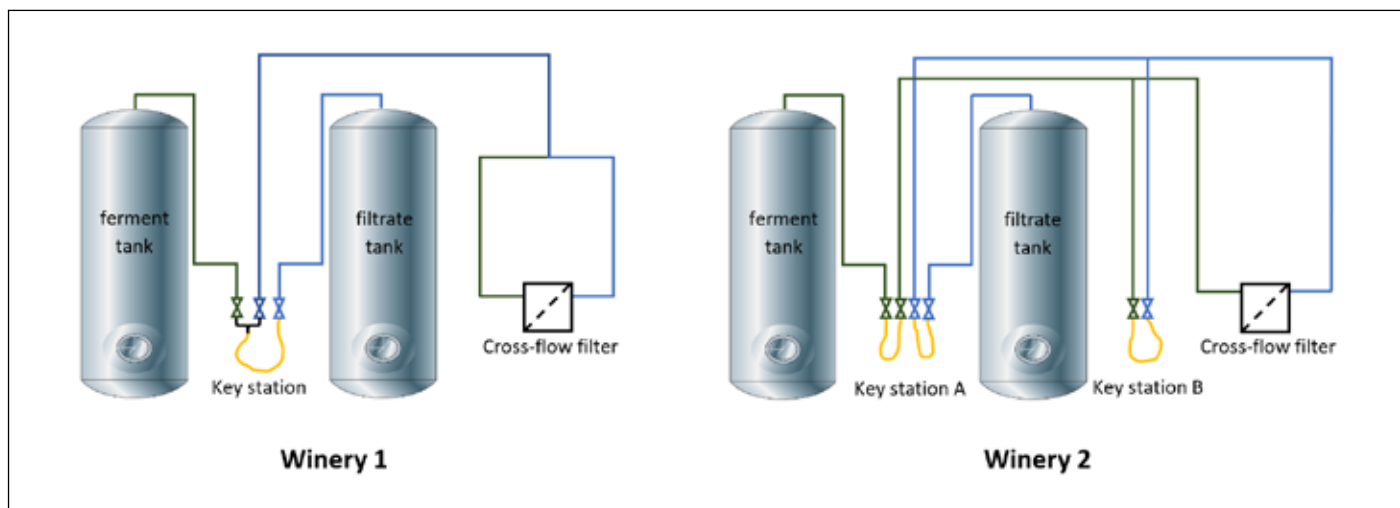 ferment
tank
filtrate
tank
Key station
Cross-flow filter
Winery 1
ferment
tank
filtrate
tank
Key station A
Key station B
Cross-flow filter
Winery 2